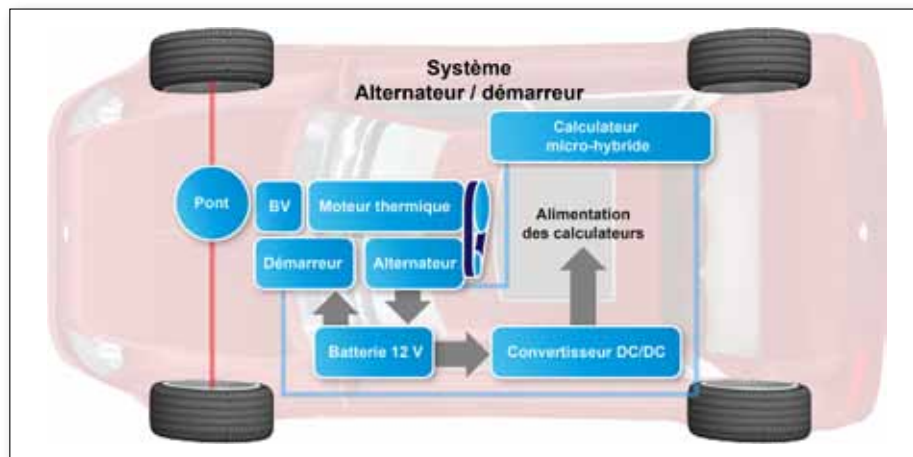 Système
Alternateur / démarreur
Calculateur
micro-hybride
Pont
BV
Moteur thermique
Alimentation
des calculateurs
Démarreur
Alternateur
Batterie 12 V
Convertisseur DC/DC